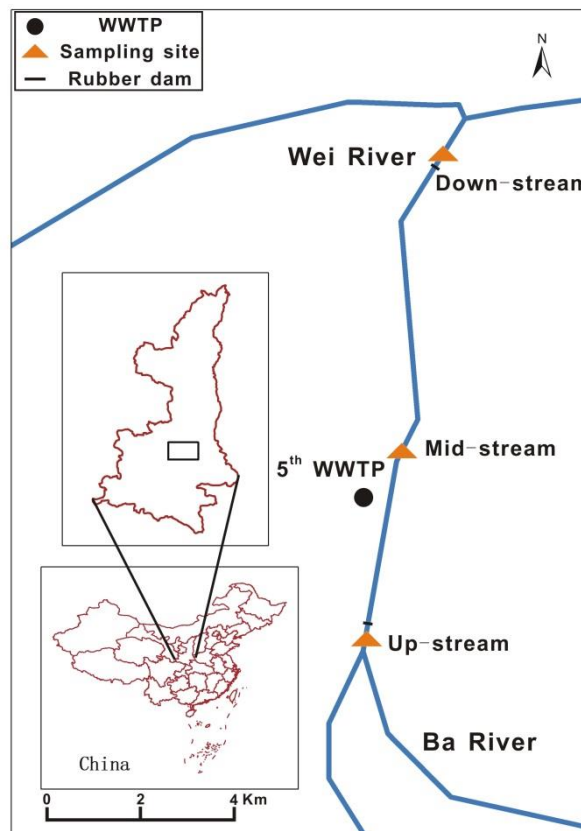 WWTP
Sampling site
Rubber dam
N
Wei River
Down-stream
Mid-stream
5th WWTP
Up-stream
Ba River
China
0 2 4 Km